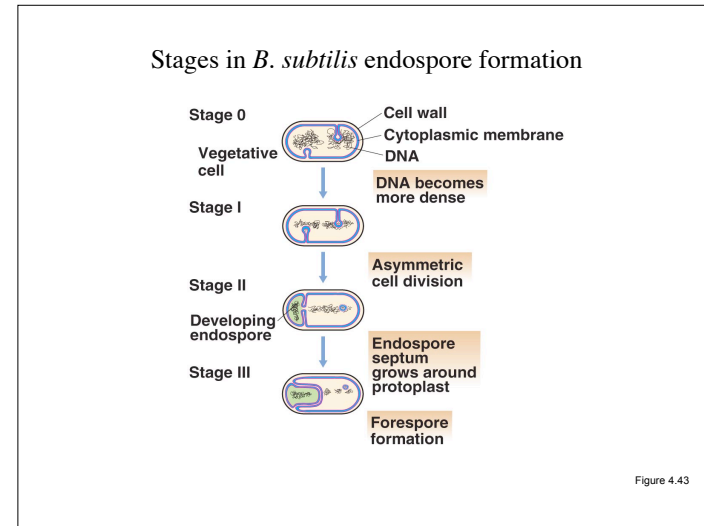 Stages in B. subtilis endospore formation
Stage 0
Cell wall
Cytoplasmic membrane
DNA
Vegetative
cell
DNA becomes
more dense
Stage I
Asymmetric
cell division
Stage II
Developing
endospore
Endospore
septum
grows around
protoplast
Stage III
Forespore
formation
Figure 4.43